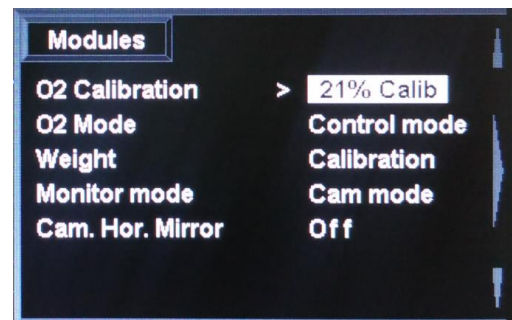 Modules
O2 Calibration > 21% Calib
O2 Mode Control mode
Weight Calibration
Monitor mode Cam mode
Cam. Hor. Mirror Off